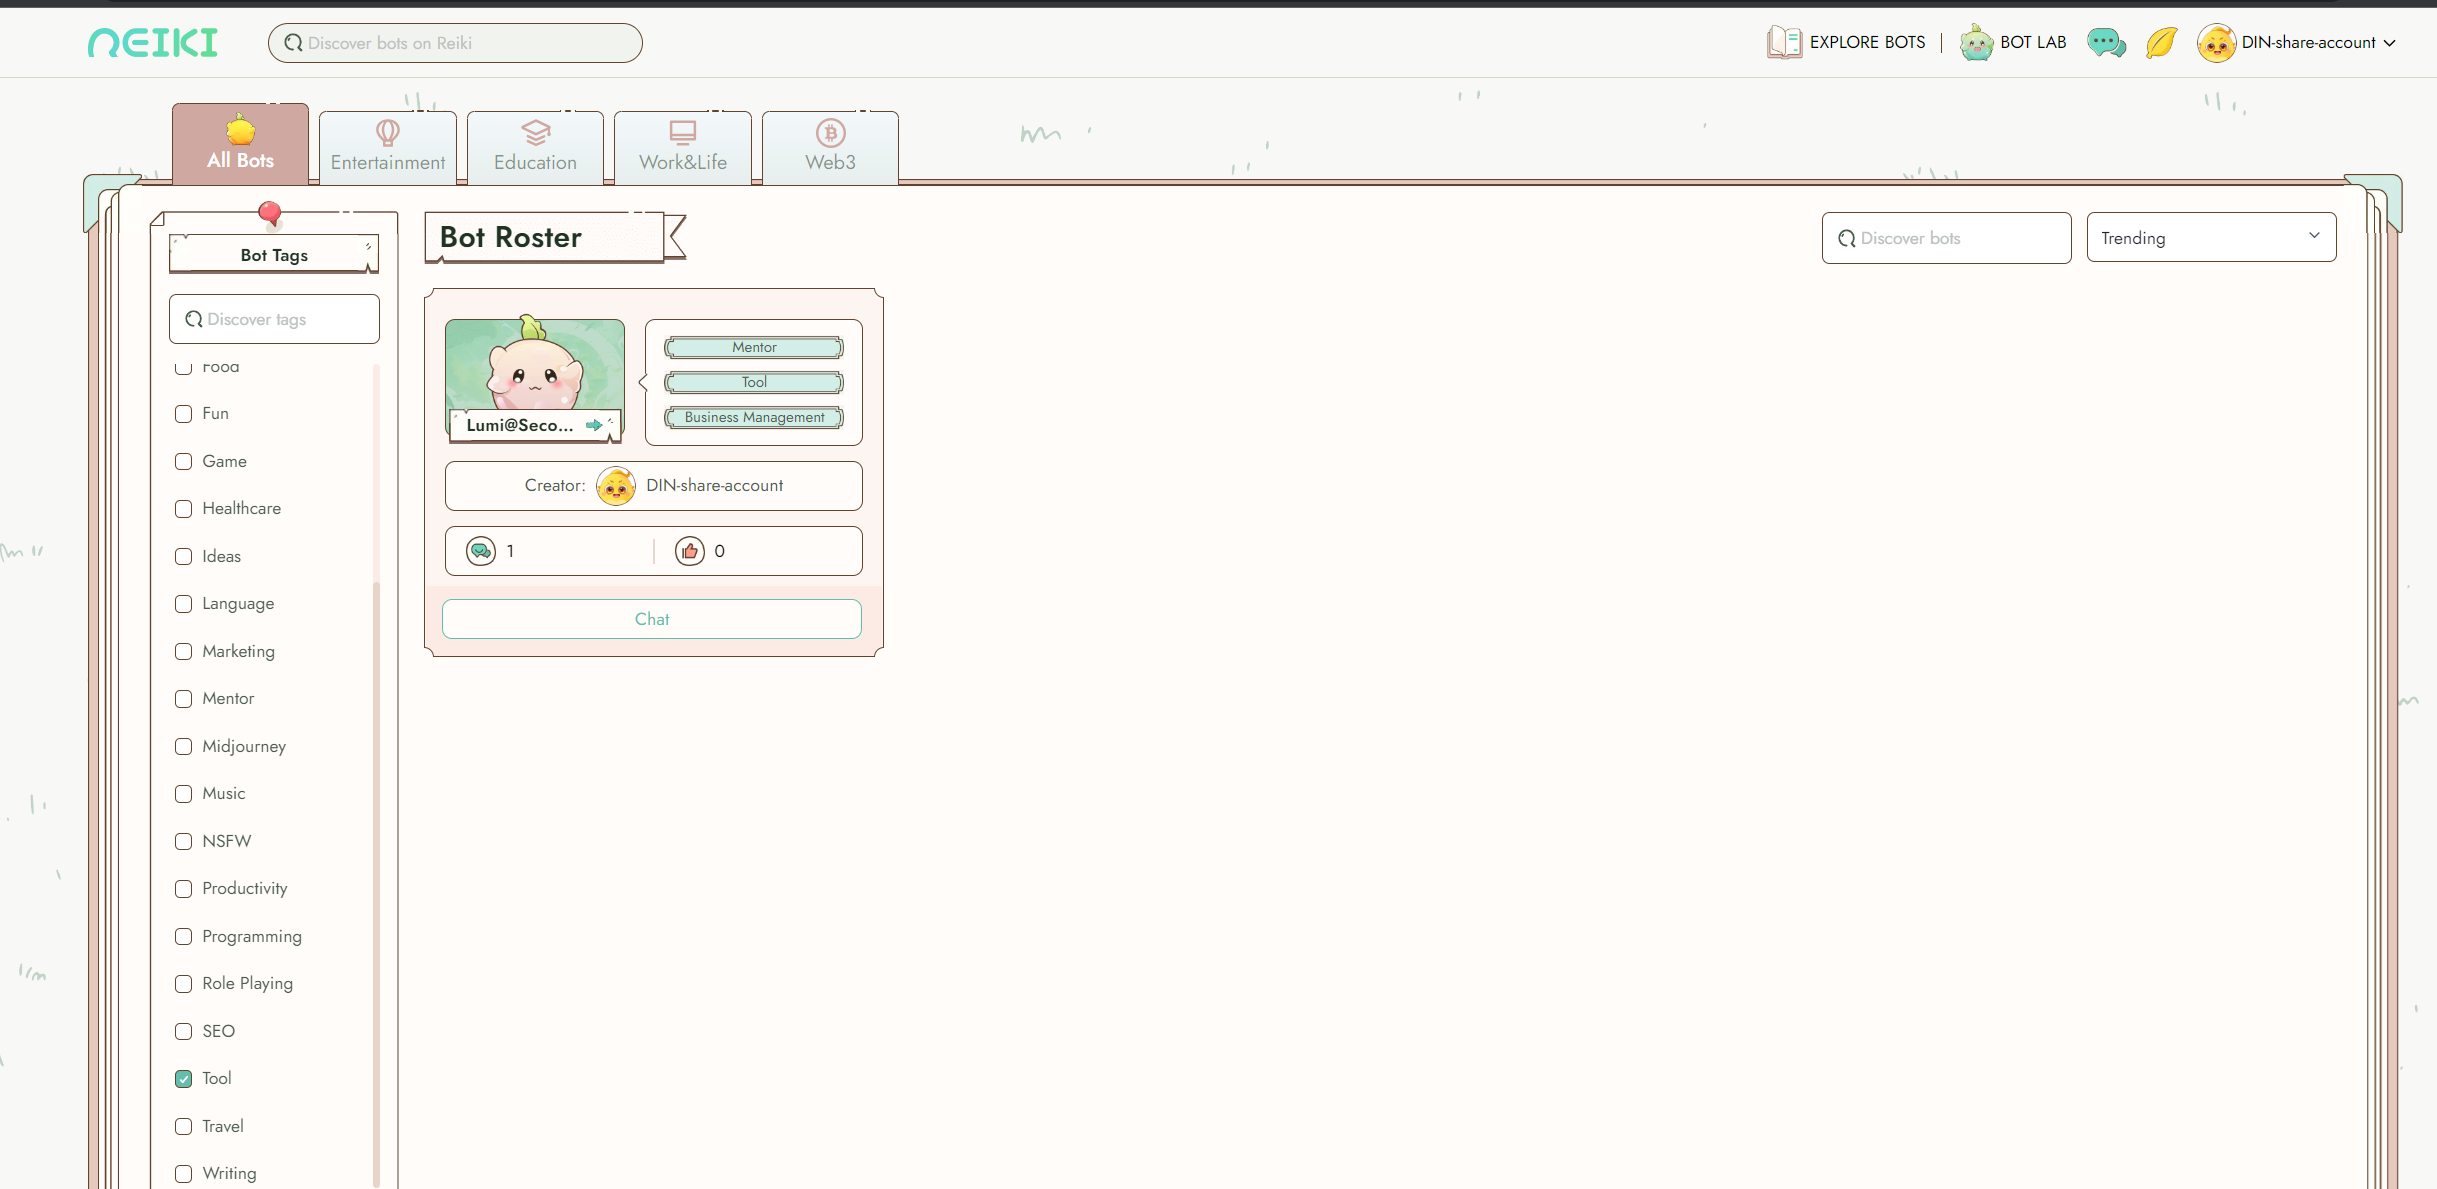 REIKI
Discover bots on Reiki
EXPLORE BOTS
BOT LAB
DIN-share-account
All Bots
Entertainment
Education
Work&Life
Web3
Bot Tags
Discover tags
Food
Fun
Game
Healthcare
Ideas
Language
Marketing
Mentor
Midjourney
Music
NSFW
Productivity
Programming
Role Playing
SEO
Tool
Travel
Writing
Bot Roster
Discover bots
Trending
Lumi@Seco...
Mentor
Tool
Business Management
Creator: DIN-share-account
1
0
Chat